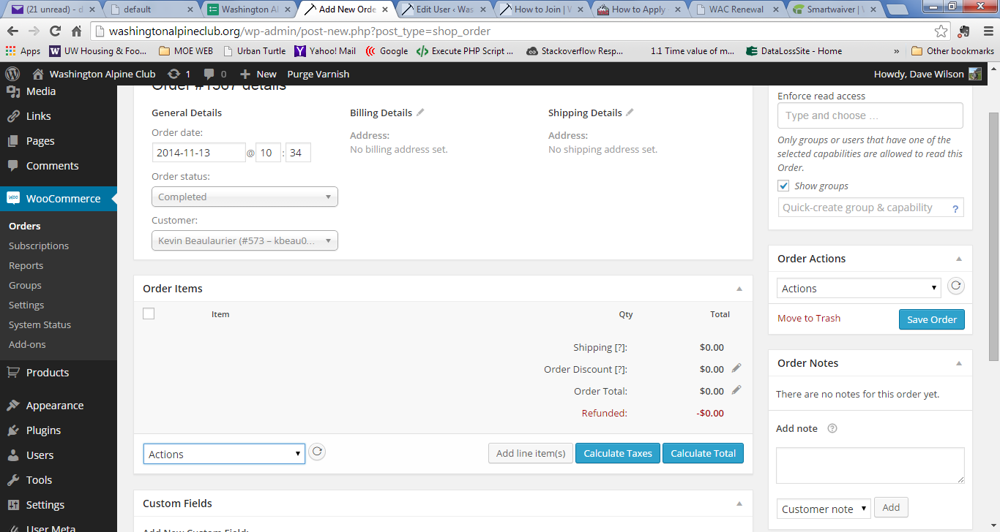 (21 unread) - d
default
Washington Al
Add New Orde
Edit User ‹ Was
How to Join | W
How to Apply
WAC Renewal
Smartwaiver | W
washingtonalpineclub.org/wp-admin/post-new.php?post_type=shop_order
Apps
UW Housing & Foo...
MOE WEB
Urban Turtle
Yahoo! Mail
Google
Execute PHP Script ...
Stackoverflow Resp...
1.1 Time value of m...
DataLossSite - Home
»
Other bookmarks
Washington Alpine Club
1
0
New
Purge Varnish
Howdy, Dave Wilson
Media
Links
Pages
Comments
WooCommerce
Orders
Subscriptions
Reports
Groups
Settings
System Status
Add-ons
Products
Appearance
Plugins
Users
Tools
Settings
User Meta
Order #1567 details
General Details
Order date:
2014-11-13 @ 10 : 34
Order status:
Completed
Customer:
Kevin Beaulaurier (#573 – kbeau0...
Billing Details
Address:
No billing address set.
Shipping Details
Address:
No shipping address set.
Order Items
Item Qty Total
Shipping [?]: $0.00
Order Discount [?]: $0.00
Order Total: $0.00
Refunded: -$0.00
Actions
Add line item(s)
Calculate Taxes
Calculate Total
Custom Fields
Add New Custom Field:
Enforce read access
Type and choose ...
Only groups or users that have one of the
selected capabilities are allowed to read this
Order.
Show groups
Quick-create group & capability ?
Order Actions
Actions
Move to Trash
Save Order
Order Notes
There are no notes for this order yet.
Add note ?
Customer note
Add